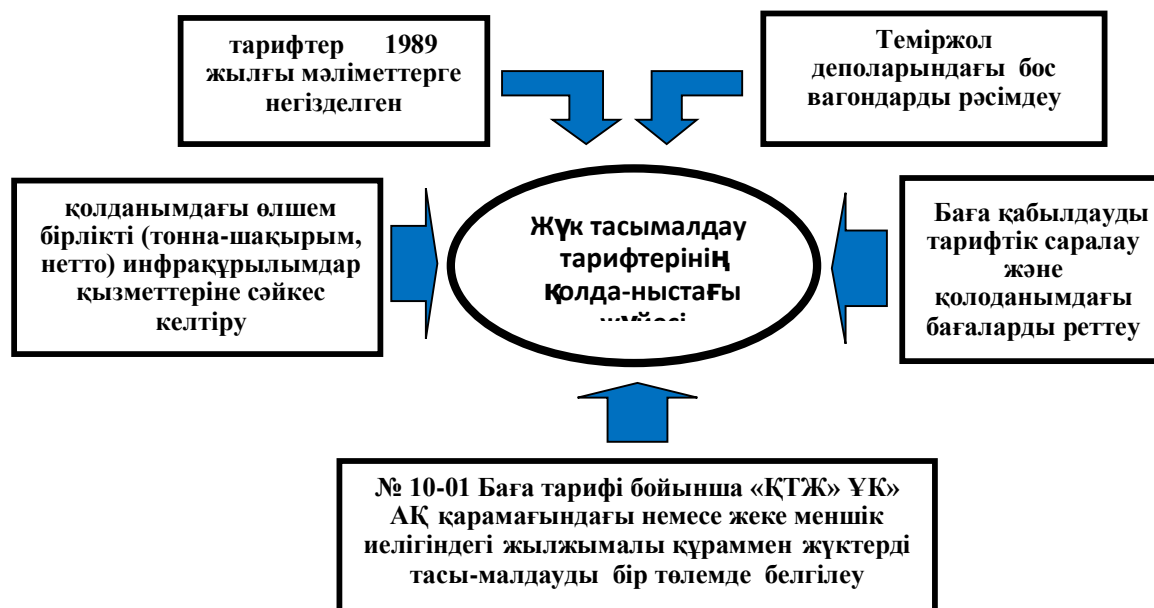 тарифтер 1989
жылғы мәліметтерге
негізделген
Теміржол
деполарындағы бос
вагондарды рәсімдеу
қолданымдағы өлшем
бірлікті (тонна-шақырым,
нетто) инфрақұрылымдар
қызметтеріне сәйкес
келтіру
Жүк тасымалдау
тарифтерінің
қолда-ныстағы
Баға қабылдауды
тарифтік саралау
және
қолоданымдағы
бағаларды реттеу
№ 10-01 Баға тарифі бойынша «ҚТЖ» ҰК»
АҚ қарамағындағы немесе жеке меншік
иелігіндегі жылжымалы құраммен жүктерді
тасы-малдауды бір төлемде белгілеу